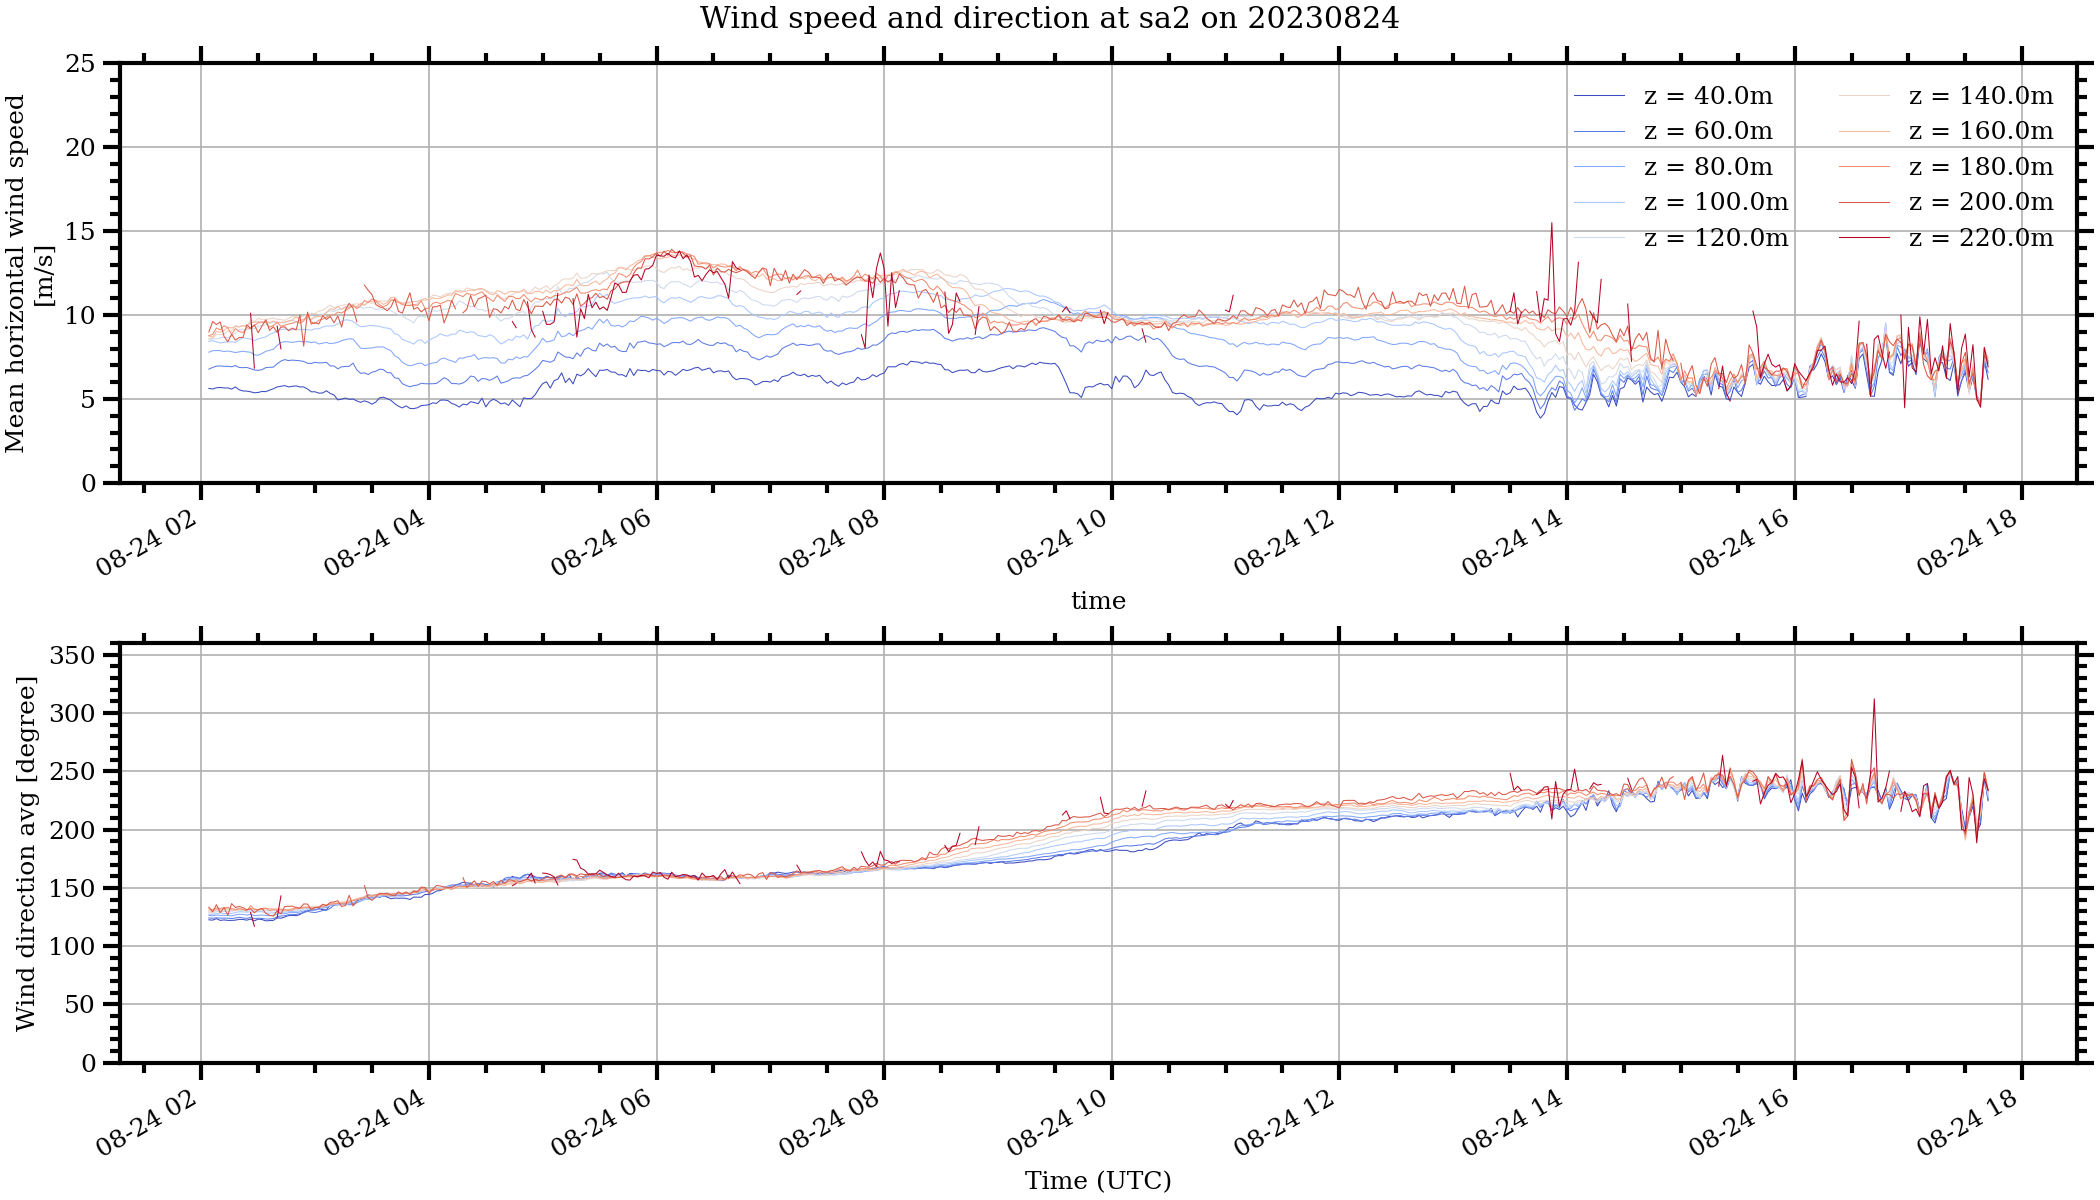 Wind speed and direction at sa2 on 20230824
Mean horizontal wind speed
[m/s]
25
20
15
10
5
0
z = 40.0m
z = 60.0m
z = 80.0m
z = 100.0m
z = 120.0m
z = 140.0m
z = 160.0m
z = 180.0m
z = 200.0m
z = 220.0m
08-24 02
08-24 04
08-24 06
08-24 08
08-24 10
08-24 12
08-24 14
08-24 16
08-24 18
time
Wind direction avg [degree]
350
300
250
200
150
100
50
0
08-24 02
08-24 04
08-24 06
08-24 08
08-24 10
08-24 12
08-24 14
08-24 16
08-24 18
Time (UTC)